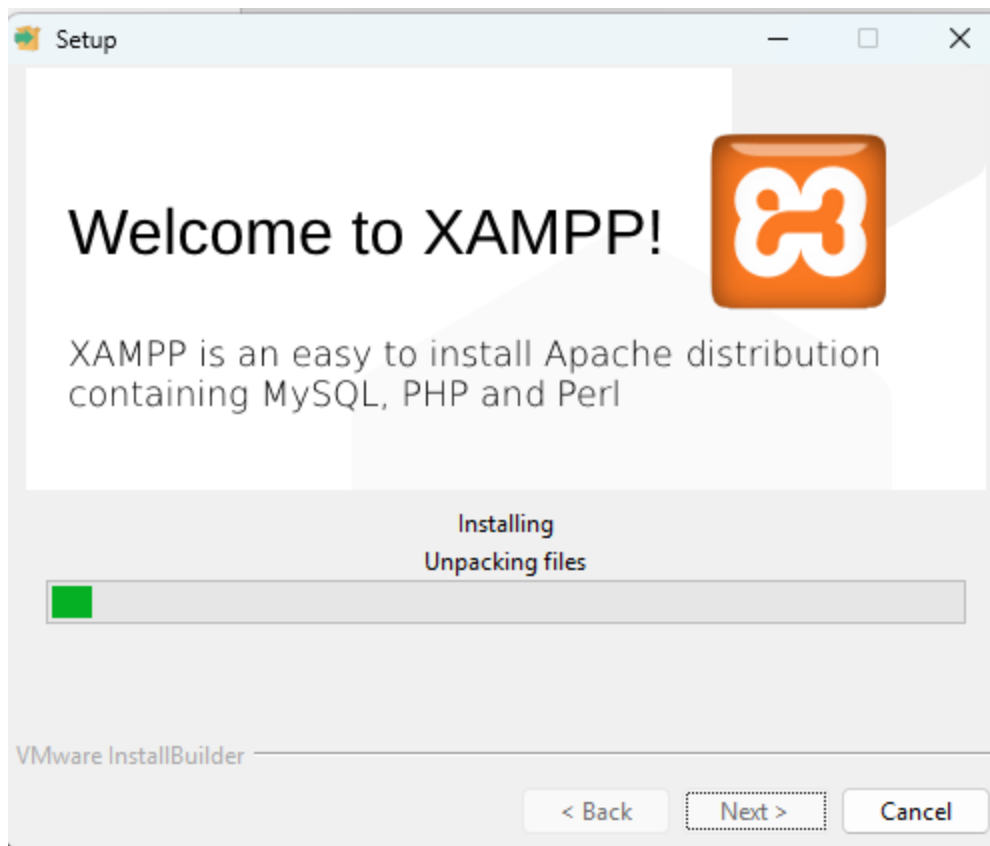 Setup
Welcome to XAMPP!
XAMPP is an easy to install Apache distribution
containing MySQL, PHP and Perl
Installing
Unpacking files
VMware InstallBuilder
< Back
Next >
Cancel